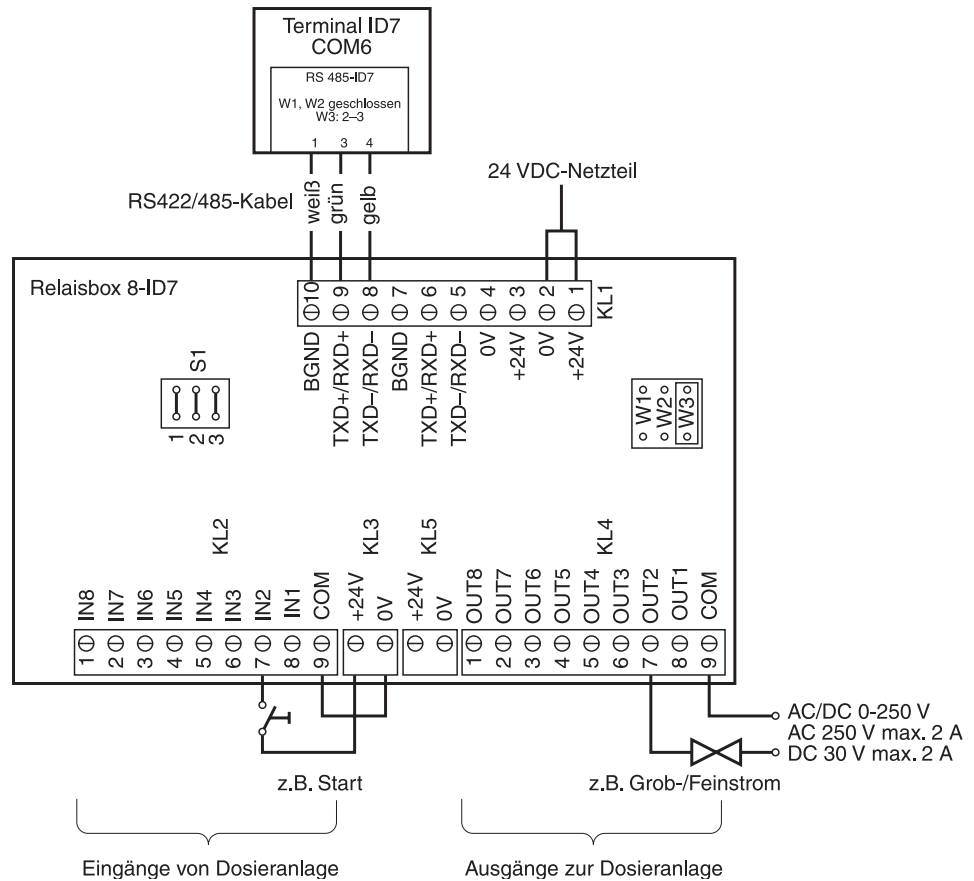 Terminal ID7
COM6
RS 485-ID7
W1, W2 geschlossen
W3: 2–3
1 3 4
RS422/485-Kabel
weiß
grün
gelb
24 VDC-Netzteil
Relaisbox 8-ID7
10 9 8 7 6 5 4 3 2 1
KL1
BGND
TXD+/RXD+
TXD–/RXD–
BGND
TXD+/RXD+
TXD–/RXD–
0V
+24V
0V
+24V
S1
1 2 3
W1
W2
W3
KL2
KL3
KL5
KL4
IN8
IN7
IN6
IN5
IN4
IN3
IN2
IN1
COM
+24V
0V
+24V
0V
OUT8
OUT7
OUT6
OUT5
OUT4
OUT3
OUT2
OUT1
COM
1 2 3 4 5 6 7 8 9
1 2 3 4 5 6 7 8 9
AC/DC 0-250 V
AC 250 V max. 2 A
DC 30 V max. 2 A
z.B. Start
z.B. Grob-/Feinstrom
Eingänge von Dosieranlage
Ausgänge zur Dosieranlage